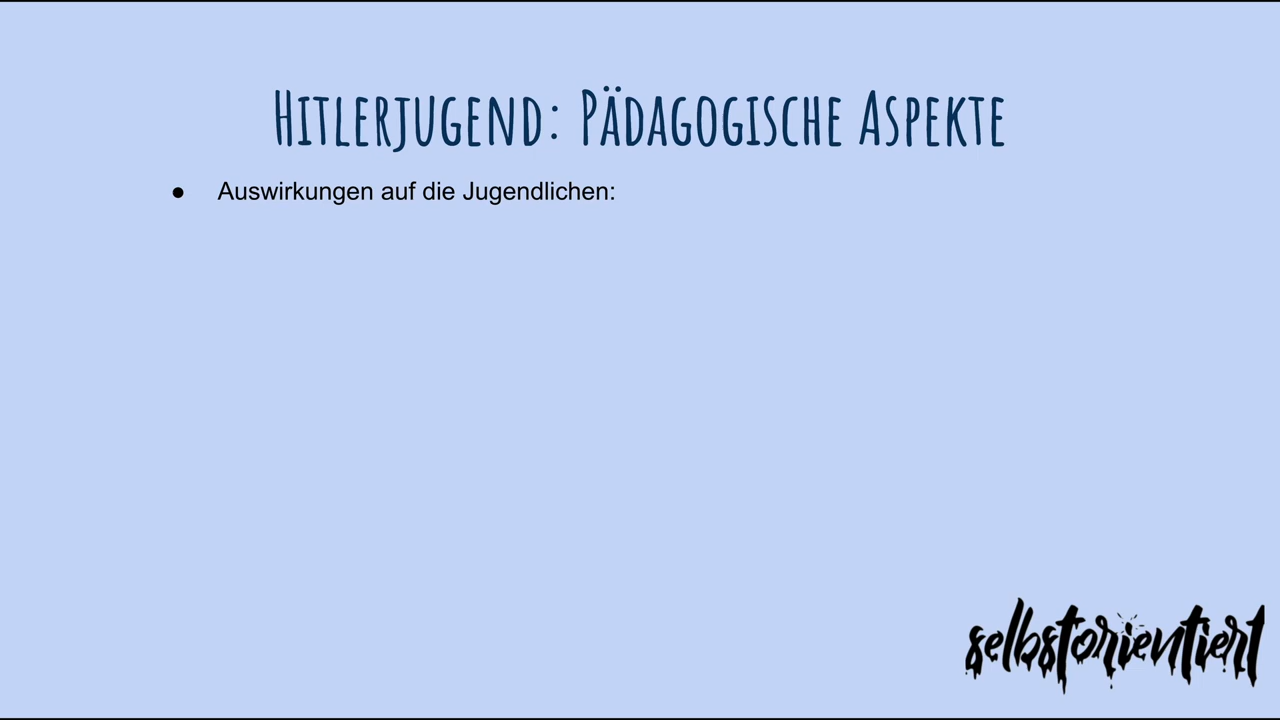 Hitlerjugend: Pädagogische Aspekte
● Auswirkungen auf die Jugendlichen:
selbstorientiert